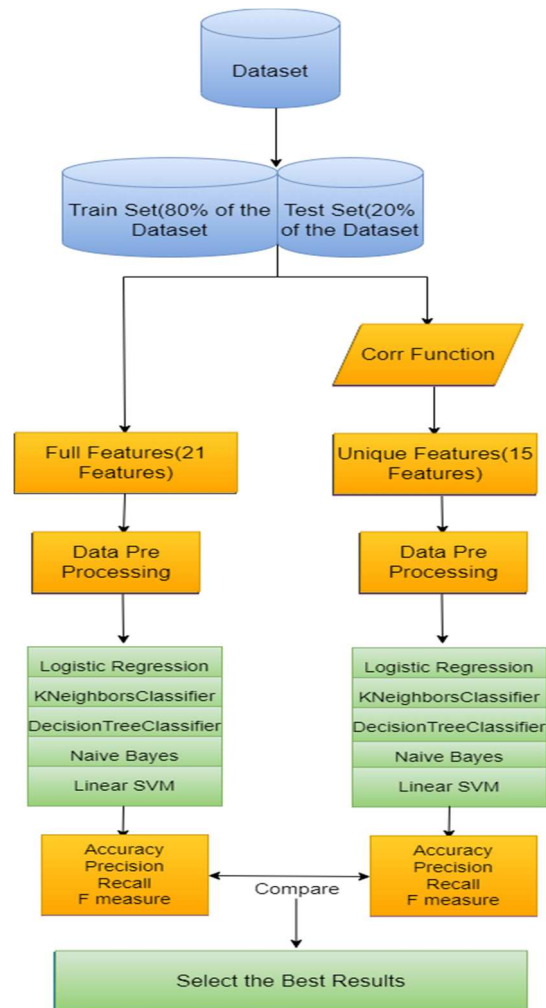 Dataset
Train Set(80% of the
Dataset
Test Set(20%
of the Dataset
Corr Function
Full Features(21
Features)
Unique Features(15
Features)
Data Pre
Processing
Data Pre
Processing
Logistic Regression
KNeighborsClassifier
DecisionTreeClassifier
Naive Bayes
Linear SVM
Logistic Regression
KNeighborsClassifier
DecisionTreeClassifier
Naive Bayes
Linear SVM
Accuracy
Precision
Recall
F measure
Compare
Accuracy
Precision
Recall
F measure
Select the Best Results